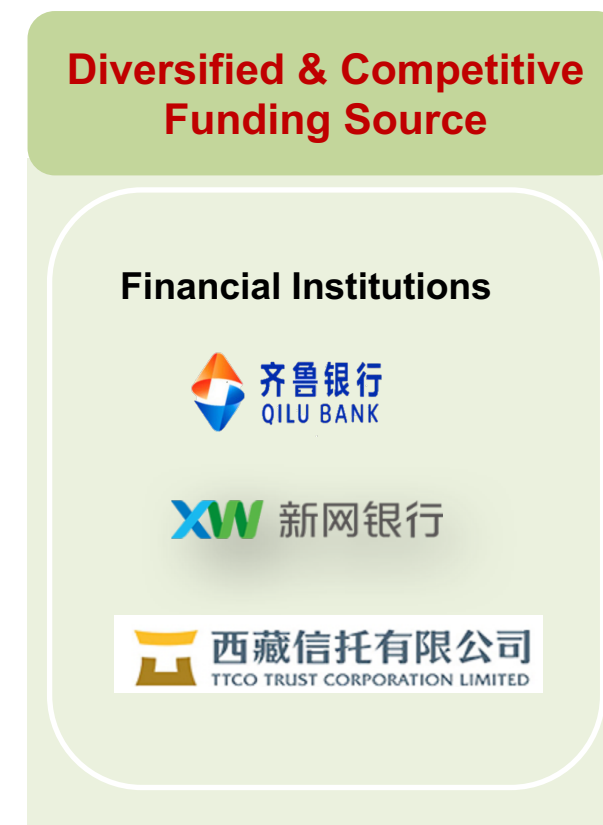 Diversified & Competitive
Funding Source
Financial Institutions
齐鲁银行
QILU BANK
XW 新网银行
西藏信托有限公司
TTCO TRUST CORPORATION LIMITED